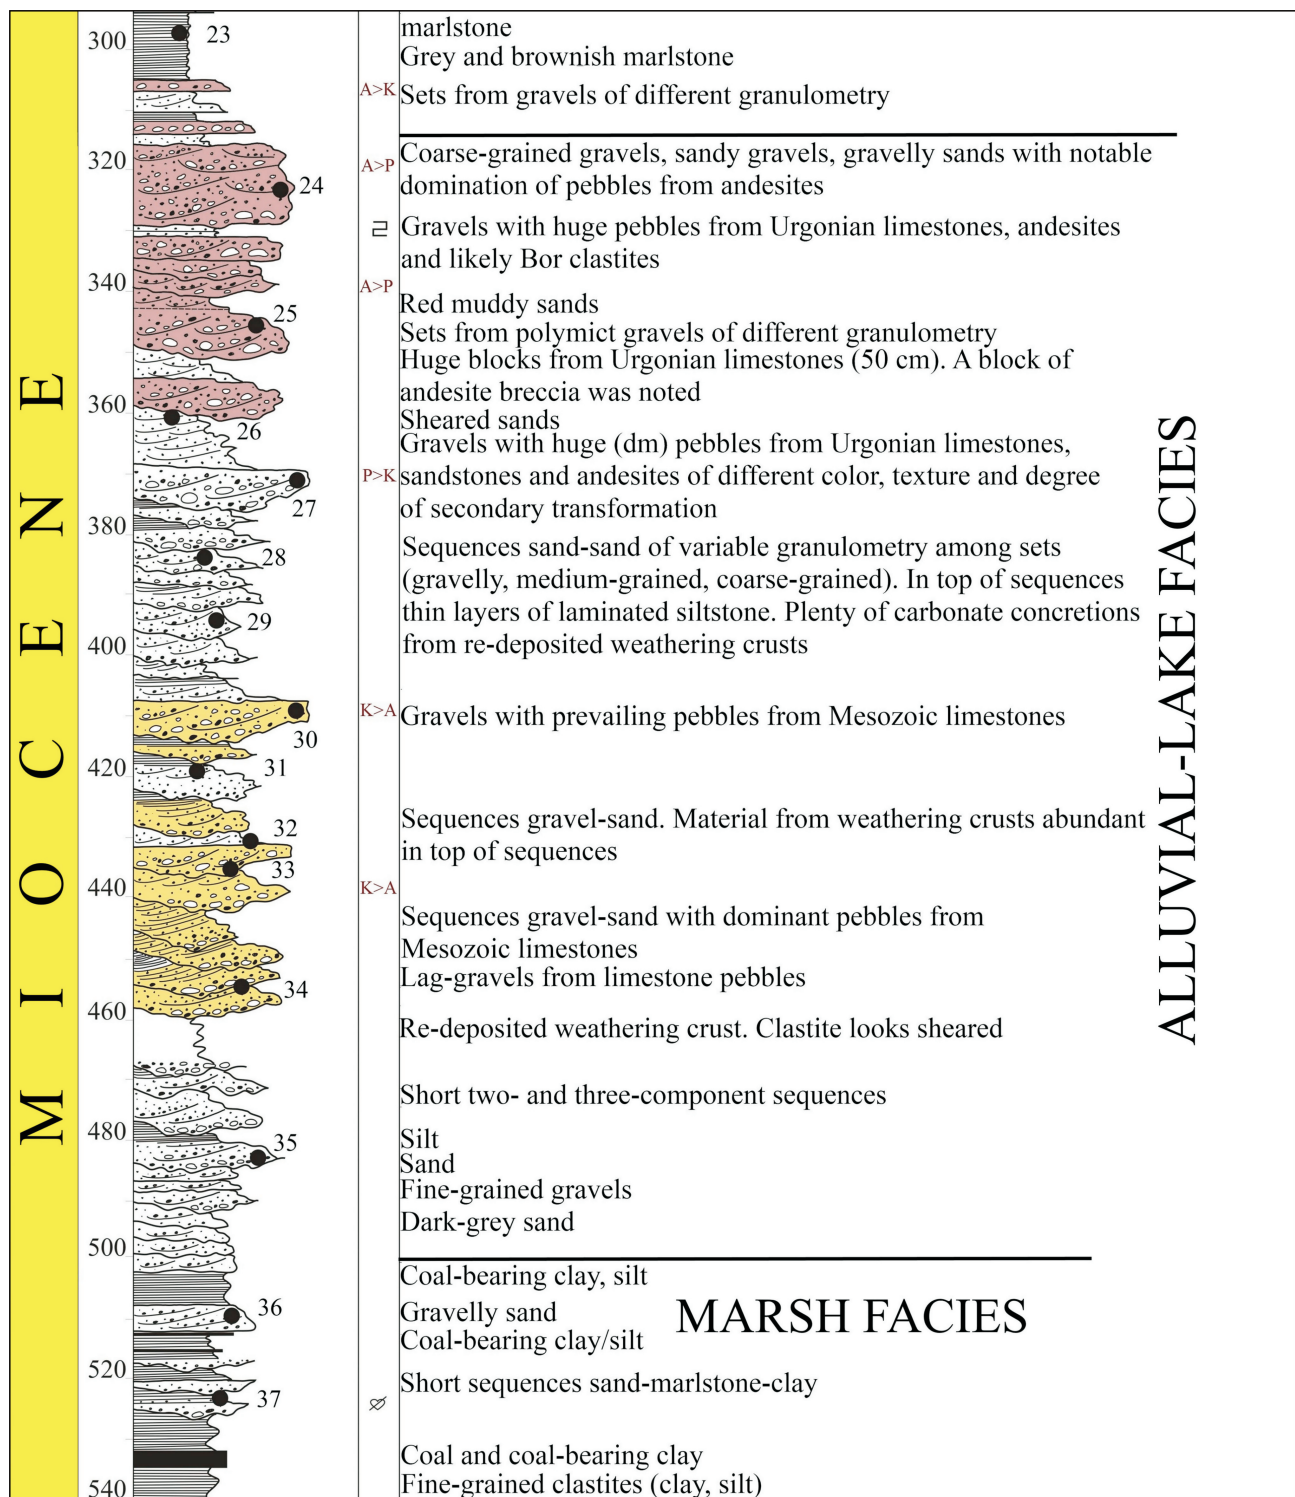 marlstone
300
23
Grey and brownish marlstone
A>K
Sets from gravels of different granulometry
320
A>P
Coarse-grained gravels, sandy gravels, gravelly sands with notable
domination of pebbles from andesites
24
Gravels with huge pebbles from Urgonian limestones, andesites
and likely Bor clastites
340
A>P
Red muddy sands
25
Sets from polymict gravels of different granulometry
Huge blocks from Urgonian limestones (50 cm). A block of
andesite breccia was noted
360
Sheared sands
26
Gravels with huge (dm) pebbles from Urgonian limestones,
P>K
sandstones and andesites of different color, texture and degree
of secondary transformation
27
380
28
Sequences sand-sand of variable granulometry among sets
(gravelly, medium-grained, coarse-grained). In top of sequences
thin layers of laminated siltstone. Plenty of carbonate concretions
from re-deposited weathering crusts
29
400
K>A
Gravels with prevailing pebbles from Mesozoic limestones
30
31
420
32
Sequences gravel-sand. Material from weathering crusts abundant
in top of sequences
33
440
K>A
Sequences gravel-sand with dominant pebbles from
Mesozoic limestones
Lag-gravels from limestone pebbles
34
460
Re-deposited weathering crust. Clastite looks sheared
Short two- and three-component sequences
480
35
Silt
Sand
Fine-grained gravels
Dark-grey sand
500
Coal-bearing clay, silt
36
Gravelly sand
MARSH FACIES
Coal-bearing clay/silt
520
Short sequences sand-marlstone-clay
37
Coal and coal-bearing clay
540
Fine-grained clastites (clay, silt)
MIOCENE
ALLUVIAL-LAKE FACIES